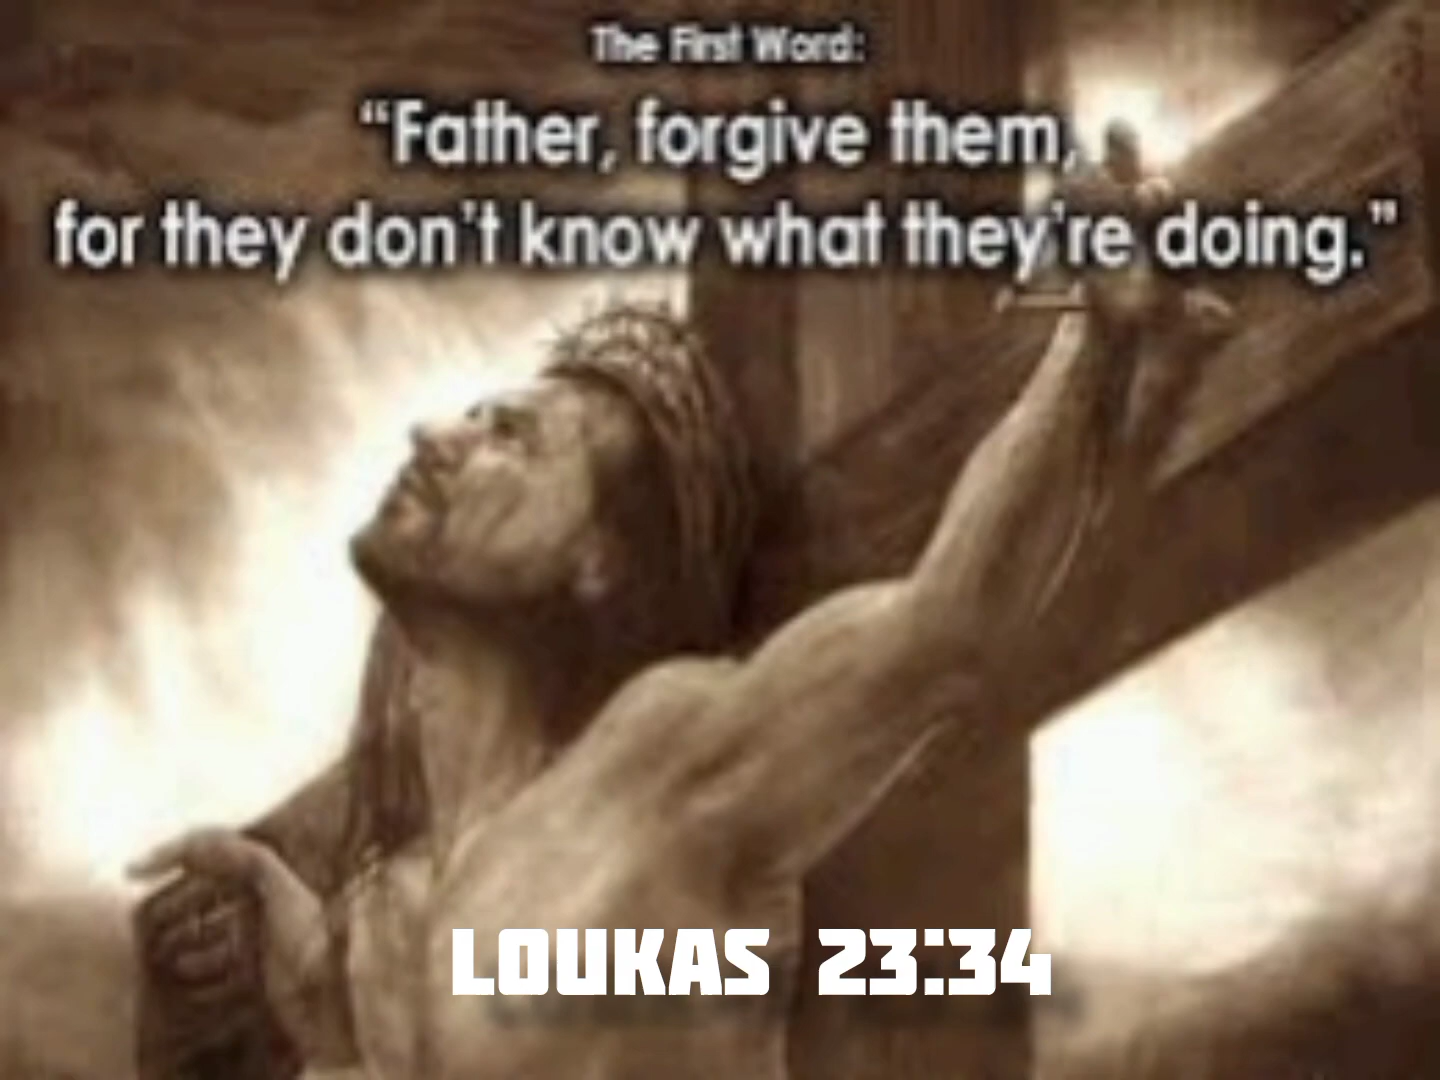 The First Word:
“Father, forgive them,
for they don't know what they're doing.”
LOUKAS 23:34